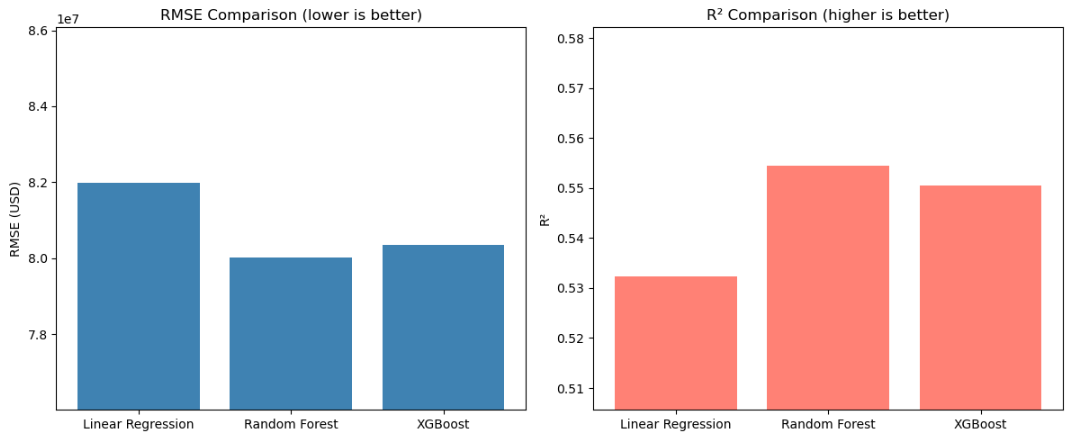 RMSE Comparison (lower is better)
1e7
8.6
8.4
8.2
8.0
7.8
RMSE (USD)
Linear Regression Random Forest XGBoost
R² Comparison (higher is better)
0.58
0.57
0.56
0.55
0.54
0.53
0.52
0.51
R²
Linear Regression Random Forest XGBoost